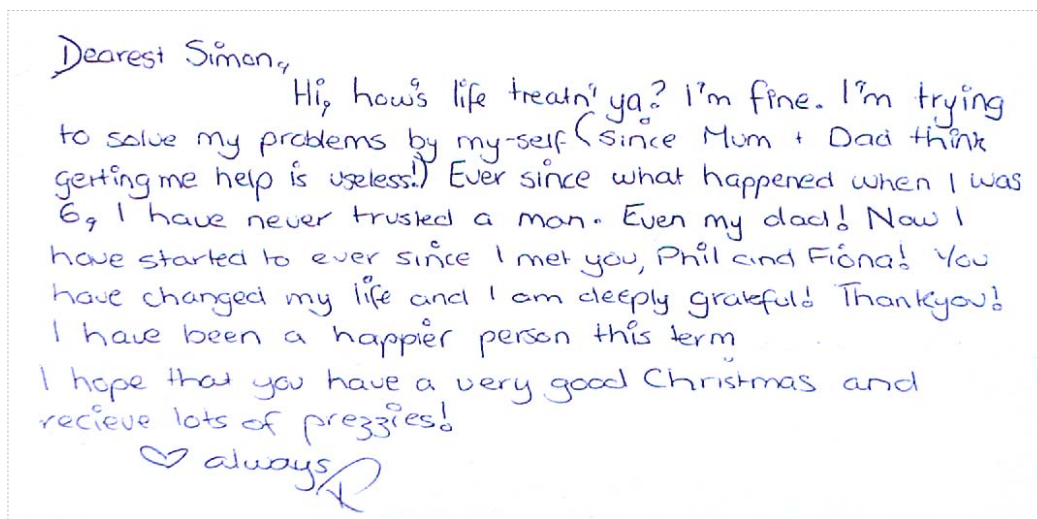 Dearest Simon,
Hi, how's life treatn' ya? I'm fine. I'm trying
to solve my problems by my-self (since Mum + Dad think
getting me help is useless!) Ever since what happened when I was
6, I have never trusted a man. Even my dad! Now I
have started to ever since I met you, Phil and Fiona! You
have changed my life and I am deeply grateful! Thankyou!
I have been a happier person this term
I hope that you have a very good Christmas and
recieve lots of prezzies!
♡ always R